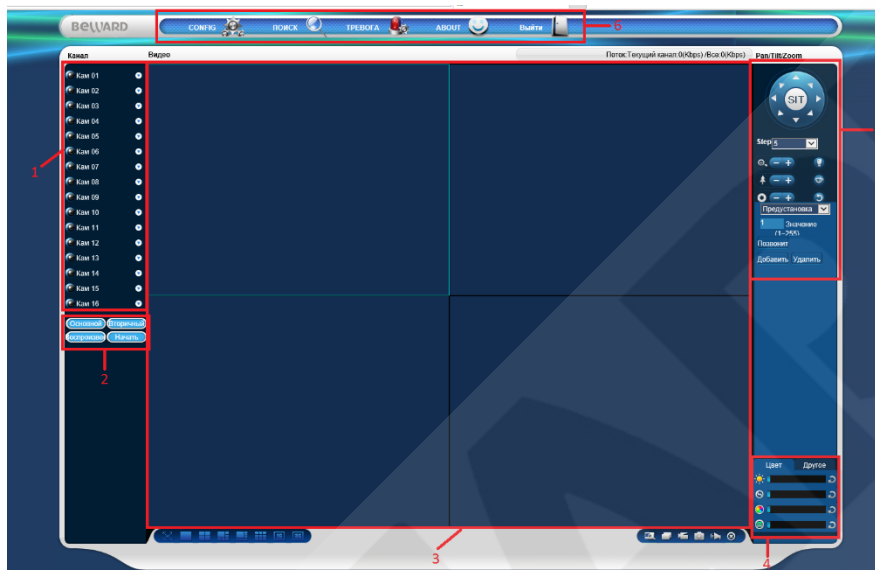 BEWARD
CONFIG ПОИСК ТРЕВОГА ABOUT Выйти 5
Канал Видео Поток:Текущий канал:0(Kbps) /Все:0(Kbps) Pan/Tilt/Zoom
Кам 01
Кам 02
Кам 03
Кам 04
Кам 05
Кам 06
1
Кам 07
Кам 08
Кам 09
Кам 10
Кам 11
Кам 12
Кам 13
Кам 14
Кам 15
Кам 16
Основной Вторичный
Воспроизво Начать
2
SIT
Step 5
Предустановка
1 Значение
(1~255)
Позвонит
Добавить Удалить
Цвет Другое
3
4